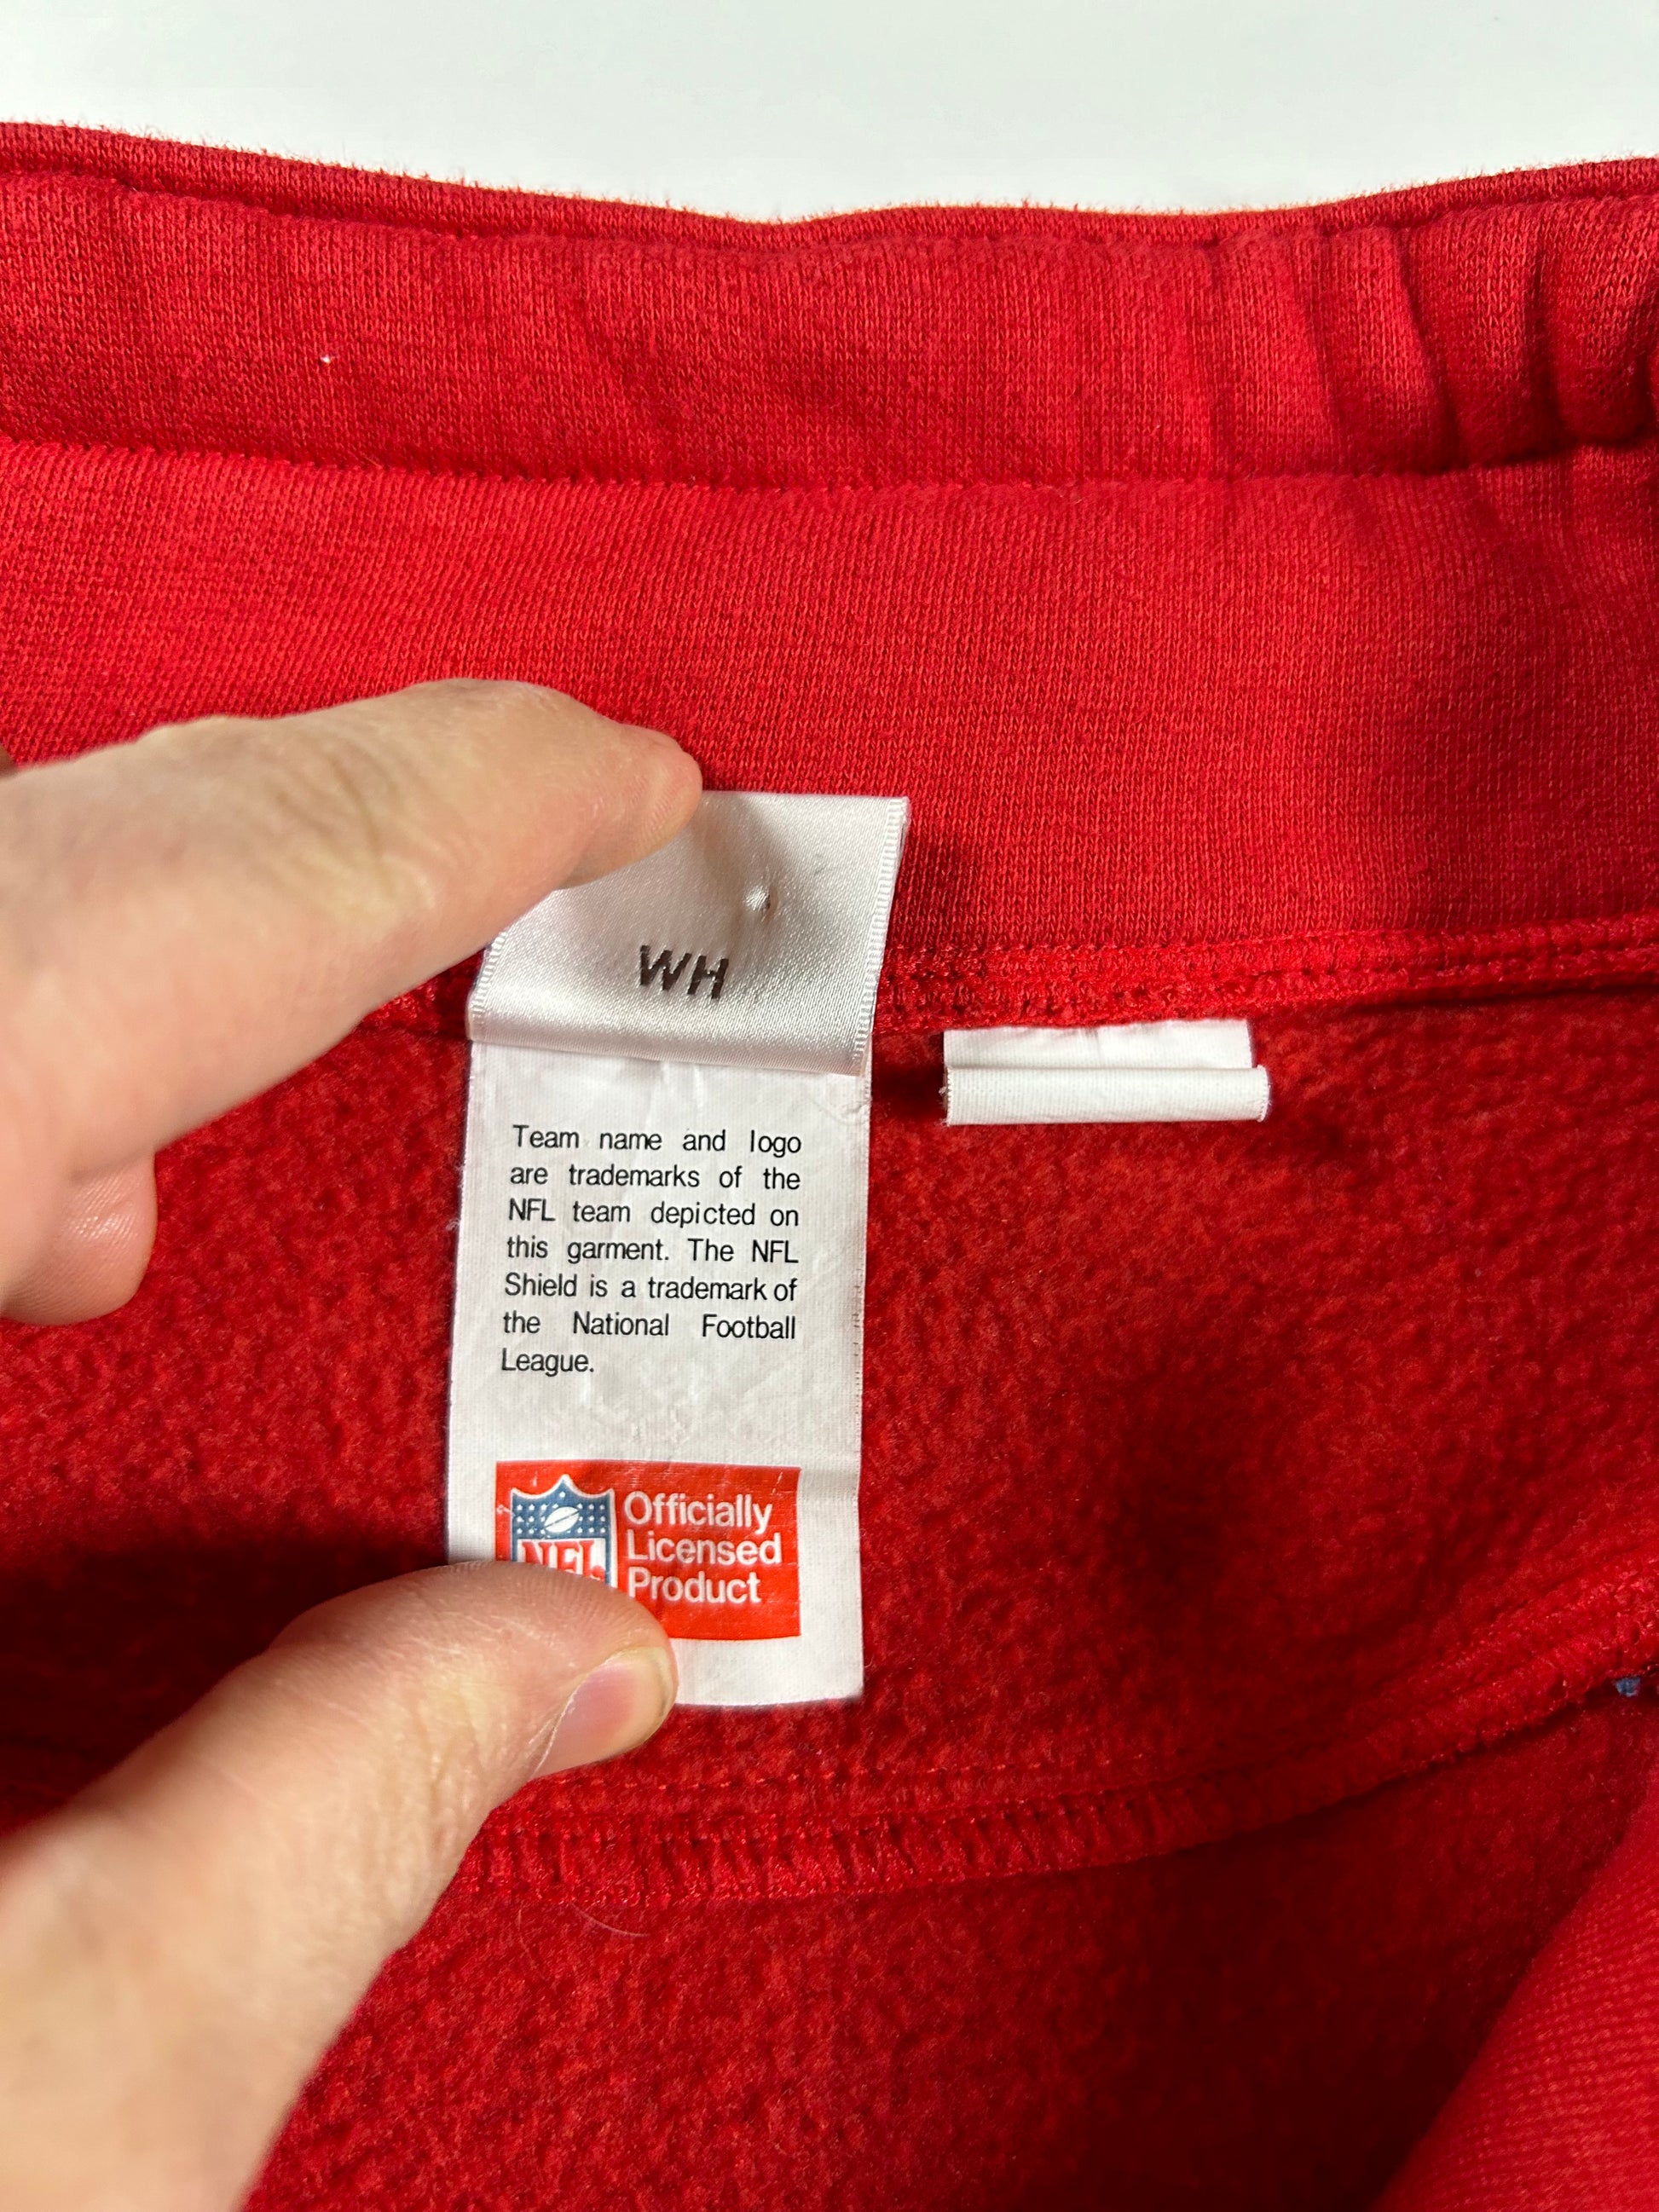 WH
Team name and logo
are trademarks of the
NFL team depicted on
this garment. The NFL
Shield is a trademark of
the National Football
League.
NFL
Officially
Licensed
Product